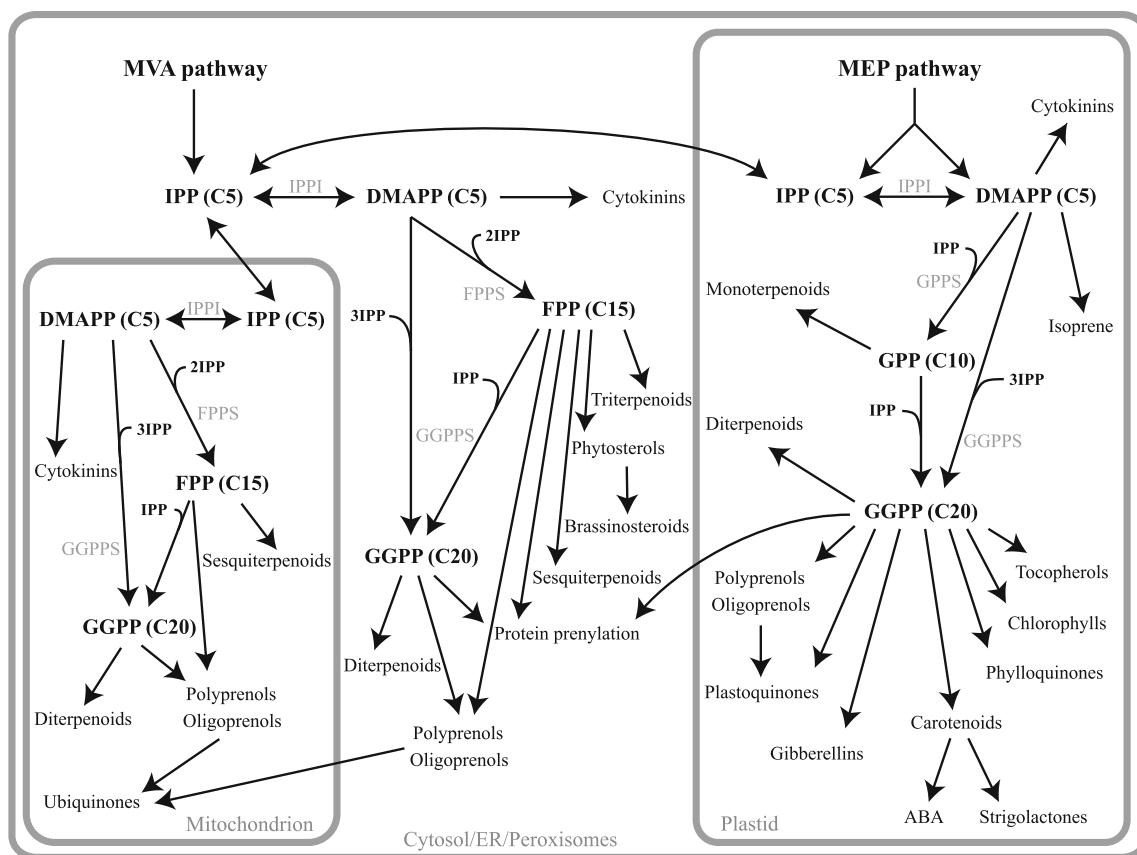 MVA pathway
MEP pathway
Cytokinins
IPP (C5)
IPPI
DMAPP (C5)
Cytokinins
IPP (C5)
IPPI
DMAPP (C5)
2IPP
FPPS
FPP (C15)
3IPP
IPP
GGPPS
Triterpenoids
Phytosterols
Brassinosteroids
Sesquiterpenoids
GGPP (C20)
Protein prenylation
Diterpenoids
Polyprenols
Oligoprenols
DMAPP (C5)
IPPI
IPP (C5)
2IPP
FPPS
3IPP
Cytokinins
FPP (C15)
IPP
GGPPS
Sesquiterpenoids
GGPP (C20)
Diterpenoids
Polyprenols
Oligoprenols
Ubiquinones
Mitochondrion
Cytosol/ER/Peroxisomes
IPP
GPPS
Monoterpenoids
Isoprene
GPP (C10)
3IPP
IPP
Diterpenoids
GGPPS
GGPP (C20)
Polyprenols
Oligoprenols
Tocopherols
Chlorophylls
Phylloquinones
Plastoquinones
Gibberellins
Carotenoids
ABA
Strigolactones
Plastid